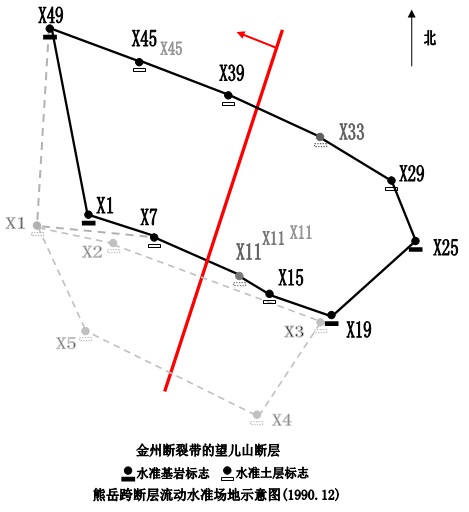 X49
X45 X45
北
X39
X33
X29
X1 X7
X1
X11 X11
X2
X25
X11
X15
X3 X19
X5
X4
金州断裂带的望儿山断层
水准基岩标志 水准土层标志
熊岳跨断层流动水准场地示意图(1990.12)